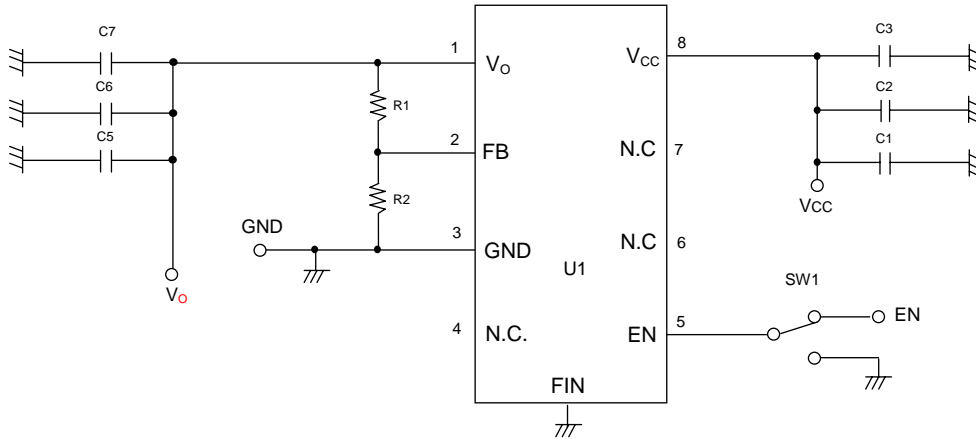 C7
C6
C5
R1
R2
GND
VO
1
2
3
4
VO
FB
GND
N.C.
U1
FIN
VCC
N.C
N.C
EN
8
7
6
5
C3
C2
C1
VCC
SW1
EN